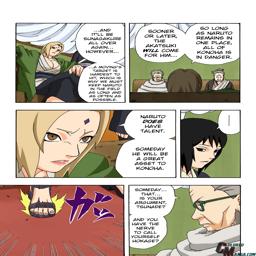 SO LONG
AS NARUTO
REMAINS IN
ONE PLACE,
ALL OF
KONOHA IS
IN DANGER.
SOONER
OR LATER,
THE
AKATSUKI
WILL COME
FOR HIM...
AND IT'LL BE
SUNAGAKURE
ALL OVER
AGAIN...
HOWEVER...
A MOVING
TARGET IS
HARDEST TO
HIT, WHICH IS
WHY WE MUST
KEEP NARUTO
IN THE FIELD
AS LONG AND
AS OFTEN AS
POSSIBLE.
NARUTO
DOES
HAVE
TALENT.
SOMEDAY
HE WILL BE
A GREAT
ASSET TO
KONOHA.
SOMEDAY...
THAT...
IS YOUR
ARGUMENT,
TSUNADE?
AND YOU
HAVE THE
NERVE TO
CALL
YOURSELF
HOKAGE?